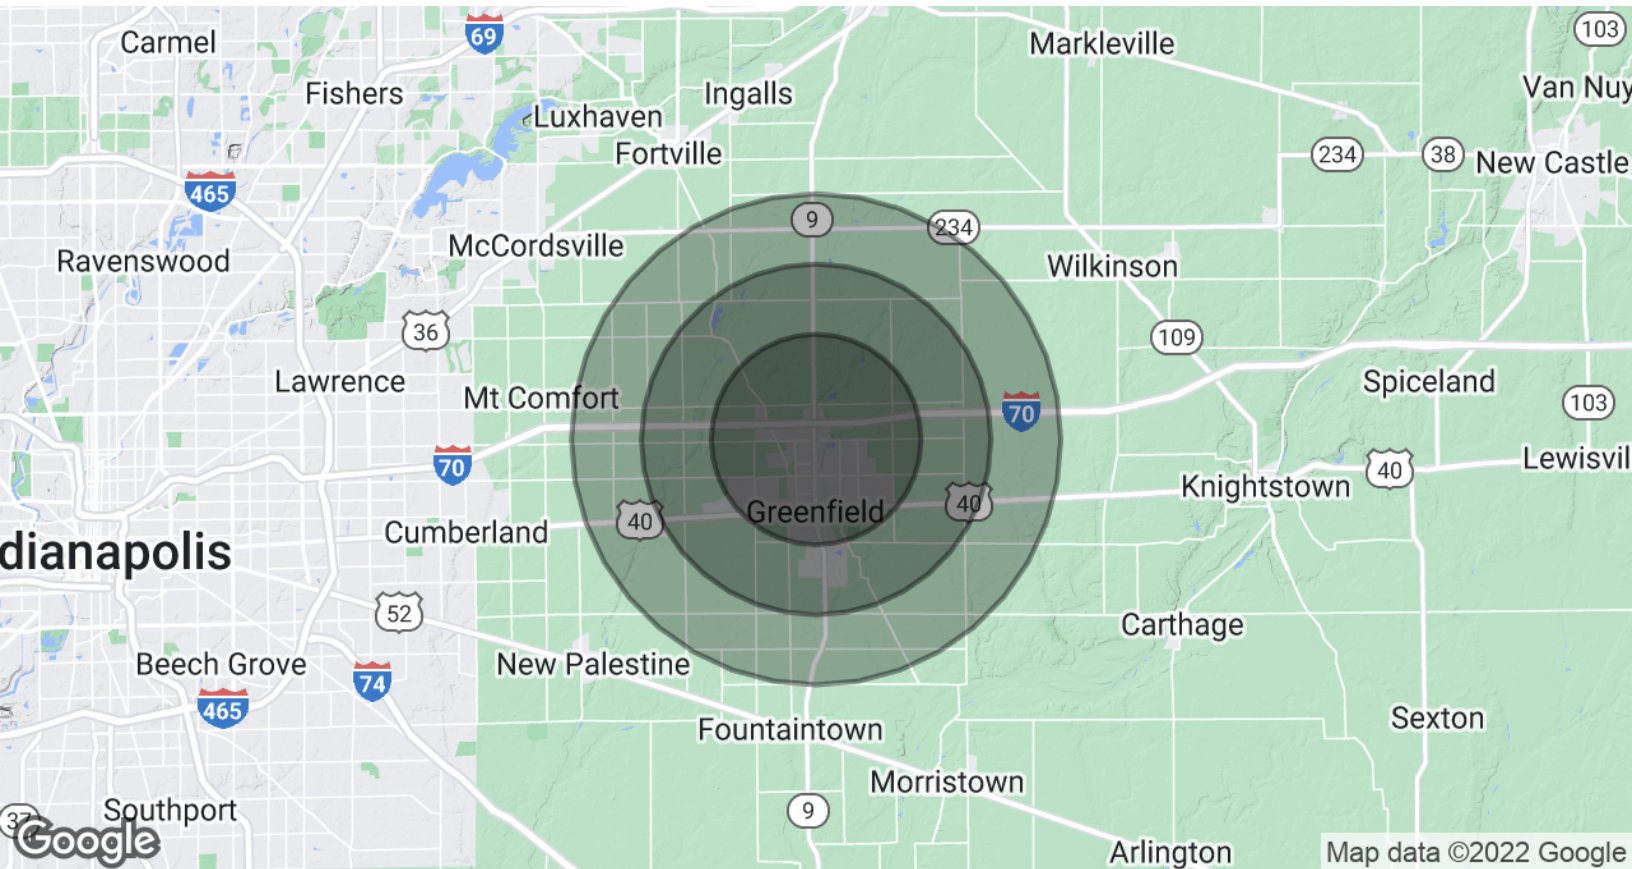 Carmel
69
Markleville
103
Fishers
Ingalls
Van Nuy
Luxhaven
Fortville
234
38
New Castle
465
9
234
McCordsville
Ravenswood
Wilkinson
36
109
Lawrence
Mt Comfort
70
Spiceland
103
70
40
Lewisvil
Knightstown
40
Greenfield
40
Cumberland
dianapolis
52
Carthage
Beech Grove
New Palestine
74
465
Sexton
Fountaintown
Morristown
Southport
9
37
Google
Arlington
Map data ©2022 Google